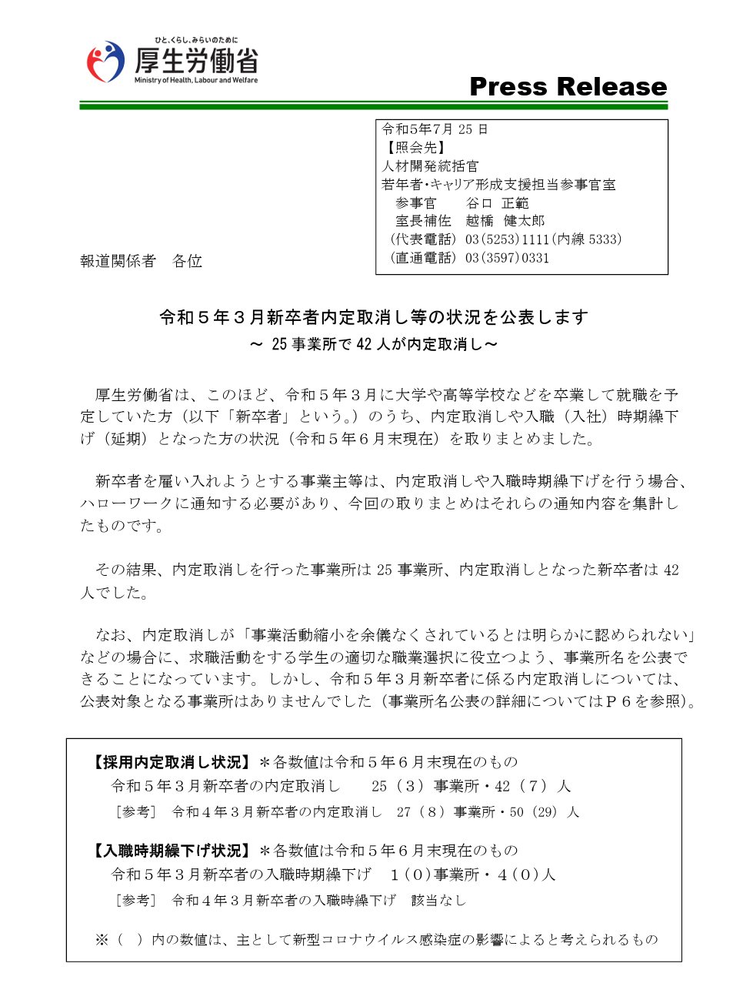 ひと、くらし、みらいのために
厚生労働省
Ministry of Health, Labour and Welfare
Press Release
令和5年7月 25 日
【照会先】
人材開発統括官
若年者・キャリア形成支援担当参事官室
参事官　　谷口 正範
室長補佐　越橋 健太郎
(代表電話) 03(5253)1111(内線 5333)
(直通電話) 03(3597)0331
報道関係者　各位
令和５年３月新卒者内定取消し等の状況を公表します
～ 25 事業所で 42 人が内定取消し～
厚生労働省は、このほど、令和５年３月に大学や高等学校などを卒業して就職を予
定していた方（以下「新卒者」という。）のうち、内定取消しや入職（入社）時期繰下
げ（延期）となった方の状況（令和５年６月末現在）を取りまとめました。
新卒者を雇い入れようとする事業主等は、内定取消しや入職時期繰下げを行う場合、
ハローワークに通知する必要があり、今回の取りまとめはそれらの通知内容を集計し
たものです。
その結果、内定取消しを行った事業所は 25 事業所、内定取消しとなった新卒者は 42
人でした。
なお、内定取消しが「事業活動縮小を余儀なくされているとは明らかに認められない」
などの場合に、求職活動をする学生の適切な職業選択に役立つよう、事業所名を公表で
きることになっています。しかし、令和５年３月新卒者に係る内定取消しについては、
公表対象となる事業所はありませんでした（事業所名公表の詳細についてはＰ６を参照）。
【採用内定取消し状況】＊各数値は令和５年６月末現在のもの
令和５年３月新卒者の内定取消し　　25（３）事業所・42（７）人
［参考］　令和４年３月新卒者の内定取消し　27（８）事業所・50（29）人
【入職時期繰下げ状況】＊各数値は令和５年６月末現在のもの
令和５年３月新卒者の入職時期繰下げ　１(０)事業所・４(０)人
［参考］　令和４年３月新卒者の入職時繰下げ　該当なし
※（　）内の数値は、主として新型コロナウイルス感染症の影響によると考えられるもの